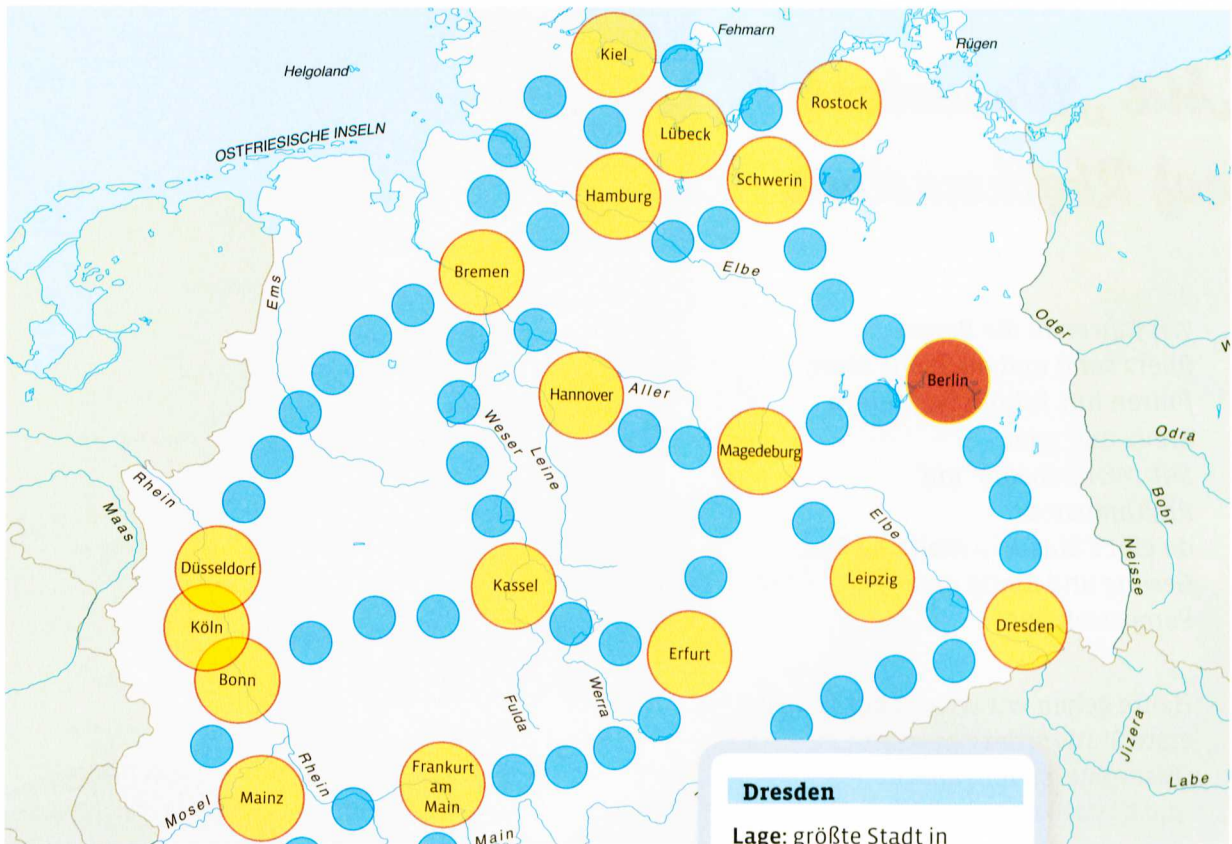 Fehmarn
Rügen
Kiel
Helgoland
Rostock
Lübeck
OSTFRIESISCHE INSELN
Schwerin
Hamburg
Bremen
Elbe
Ems
Oder
Berlin
Hannover
Aller
Weser
Leine
Magedeburg
Odra
Rhein
Maas
Bobr
Elbe
Neisse
Düsseldorf
Leipzig
Kassel
Köln
Dresden
Erfurt
Bonn
Fulda
Werra
Jizera
Rhein
Frankurt
am
Main
Labe
Mosel
Mainz
Main
Dresden
Lage: größte Stadt in